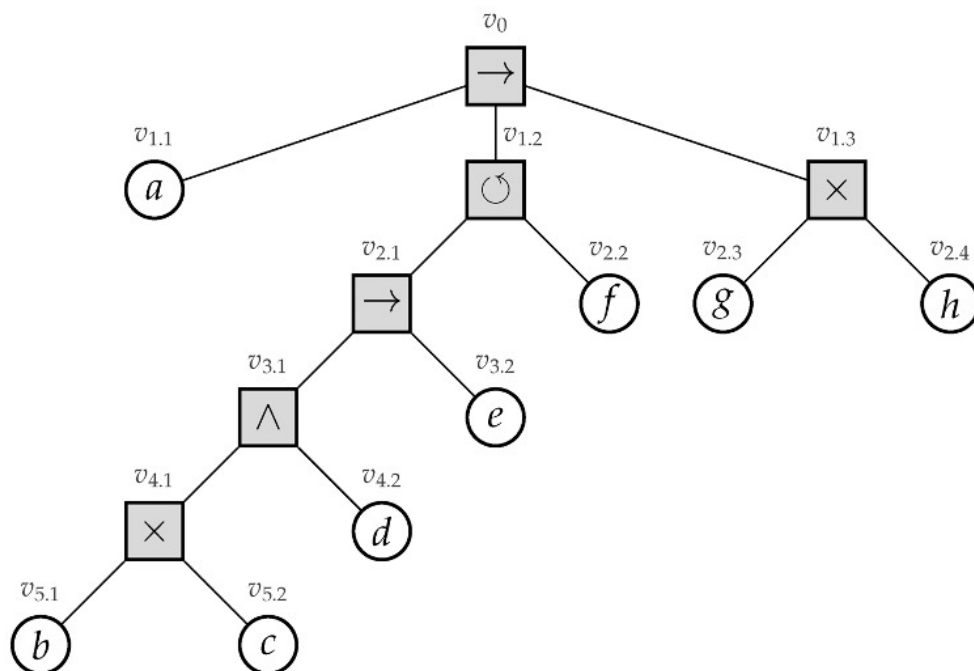 v₀
→
v₁.₁ v₁.₂ v₁.₃
a ↺ ×
v₂.₁ v₂.₂ v₂.₃ v₂.₄
→ f g h
v₃.₁ v₃.₂
∧ e
v₄.₁ v₄.₂
× d
v₅.₁ v₅.₂
b c